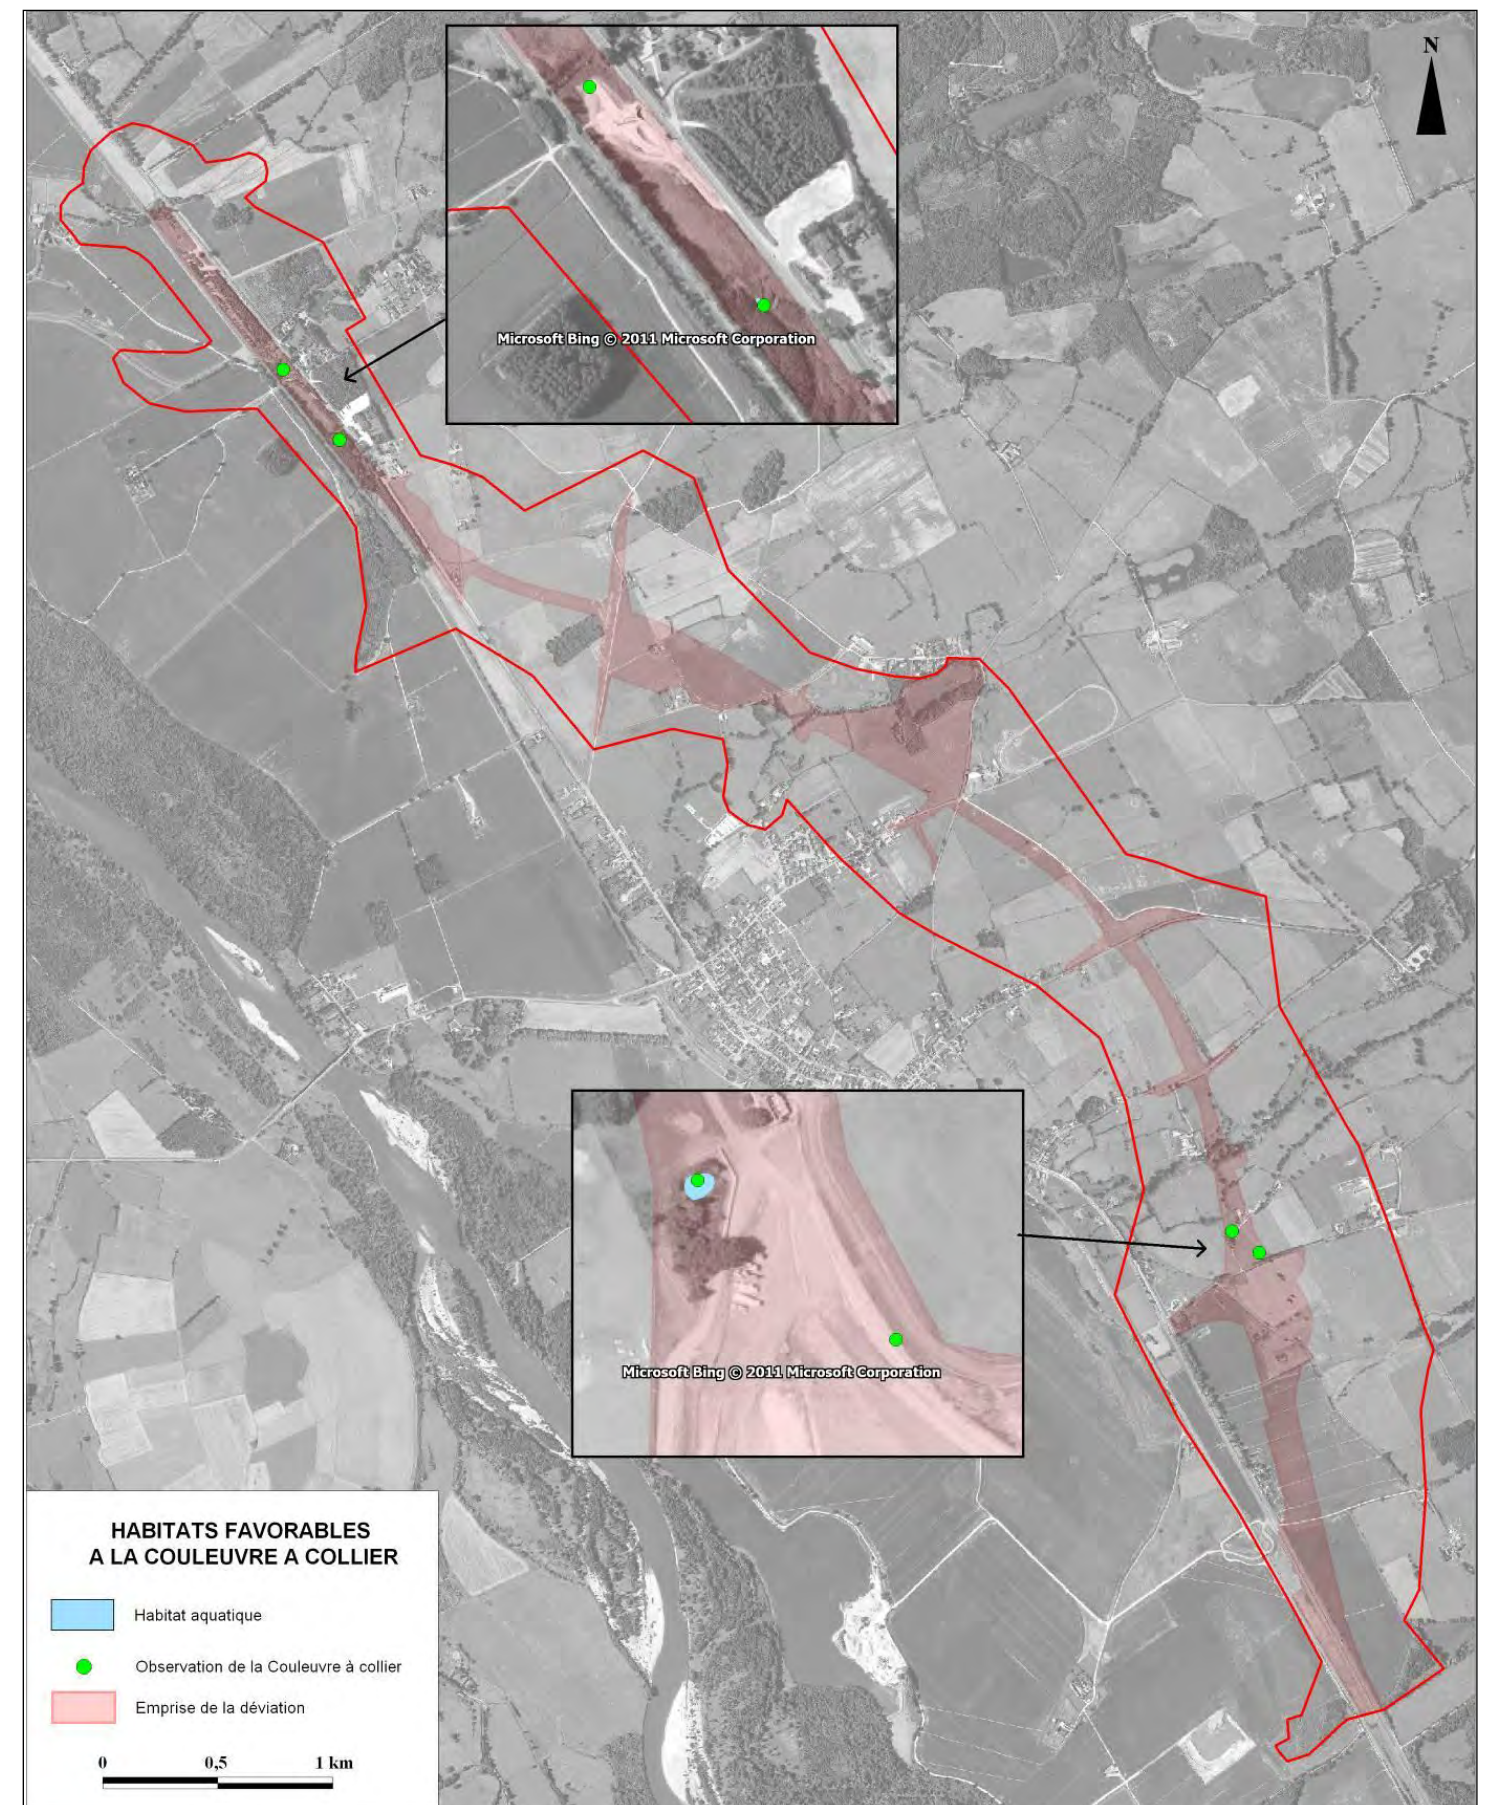 N
Microsoft Bing © 2011 Microsoft Corporation
Microsoft Bing © 2011 Microsoft Corporation
HABITATS FAVORABLES
A LA COULEUVRE A COLLIER
Habitat aquatique
Observation de la Couleuvre à collier
Emprise de la déviation
0 0,5 1 km